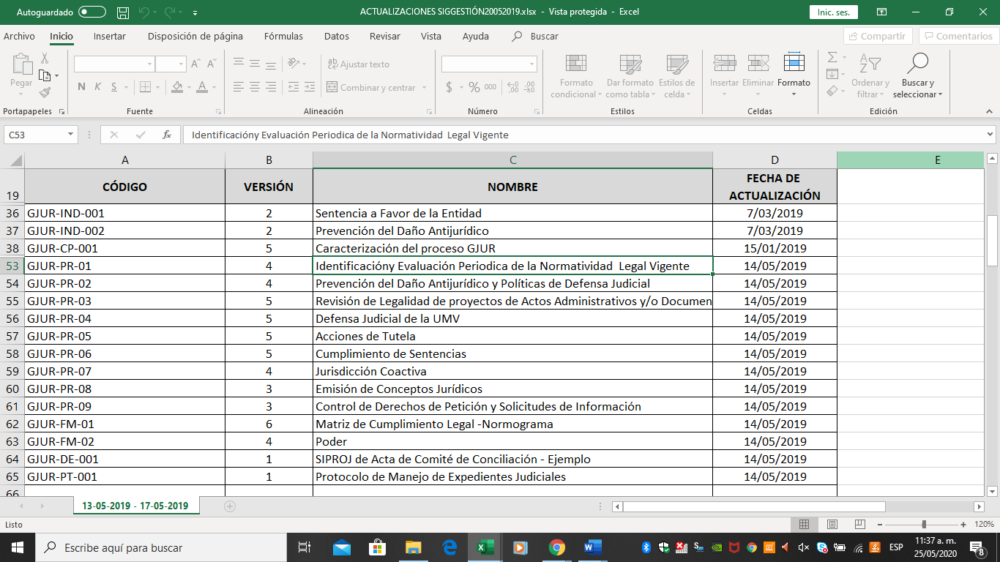 Autoguardado
ACTUALIZACIONES SIGGESTIÓN20052019.xlsx - Vista protegida - Excel
Inic. ses.
Archivo Inicio Insertar Disposición de página Fórmulas Datos Revisar Vista Ayuda Buscar Compartir Comentarios
Pegar
N K S
Ajustar texto
Combinar y centrar
$ % 000
Formato condicional
Dar formato como tabla
Estilos de celda
Insertar Eliminar Formato
Ordenar y filtrar
Buscar y seleccionar
Portapapeles Fuente Alineación Número Estilos Celdas Edición
C53 fx Identificacióny Evaluación Periodica de la Normatividad  Legal Vigente
A B C D E
19 CÓDIGO VERSIÓN NOMBRE FECHA DE ACTUALIZACIÓN
36 GJUR-IND-001 2 Sentencia a Favor de la Entidad 7/03/2019
37 GJUR-IND-002 2 Prevención del Daño Antijurídico 7/03/2019
38 GJUR-CP-001 5 Caracterización del proceso GJUR 15/01/2019
53 GJUR-PR-01 4 Identificacióny Evaluación Periodica de la Normatividad  Legal Vigente 14/05/2019
54 GJUR-PR-02 4 Prevención del Daño Antijurídico y Políticas de Defensa Judicial 14/05/2019
55 GJUR-PR-03 5 Revisión de Legalidad de proyectos de Actos Administrativos y/o Documen 14/05/2019
56 GJUR-PR-04 5 Defensa Judicial de la UMV 14/05/2019
57 GJUR-PR-05 5 Acciones de Tutela 14/05/2019
58 GJUR-PR-06 5 Cumplimiento de Sentencias 14/05/2019
59 GJUR-PR-07 4 Jurisdicción Coactiva 14/05/2019
60 GJUR-PR-08 3 Emisión de Conceptos Jurídicos 14/05/2019
61 GJUR-PR-09 3 Control de Derechos de Petición y Solicitudes de Información 14/05/2019
62 GJUR-FM-01 6 Matriz de Cumplimiento Legal -Normograma 14/05/2019
63 GJUR-FM-02 4 Poder 14/05/2019
64 GJUR-DE-001 1 SIPROJ de Acta de Comité de Conciliación - Ejemplo 14/05/2019
65 GJUR-PT-001 1 Protocolo de Manejo de Expedientes Judiciales 14/05/2019
66
13-05-2019 - 17-05-2019
Listo 120%
Escribe aquí para buscar
ESP
11:37 a. m.
25/05/2020
8